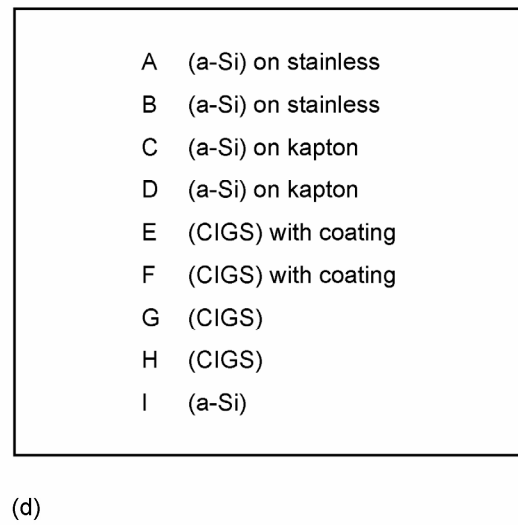 A (a-Si) on stainless
B (a-Si) on stainless
C (a-Si) on kapton
D (a-Si) on kapton
E (CIGS) with coating
F (CIGS) with coating
G (CIGS)
H (CIGS)
I (a-Si)
(d)